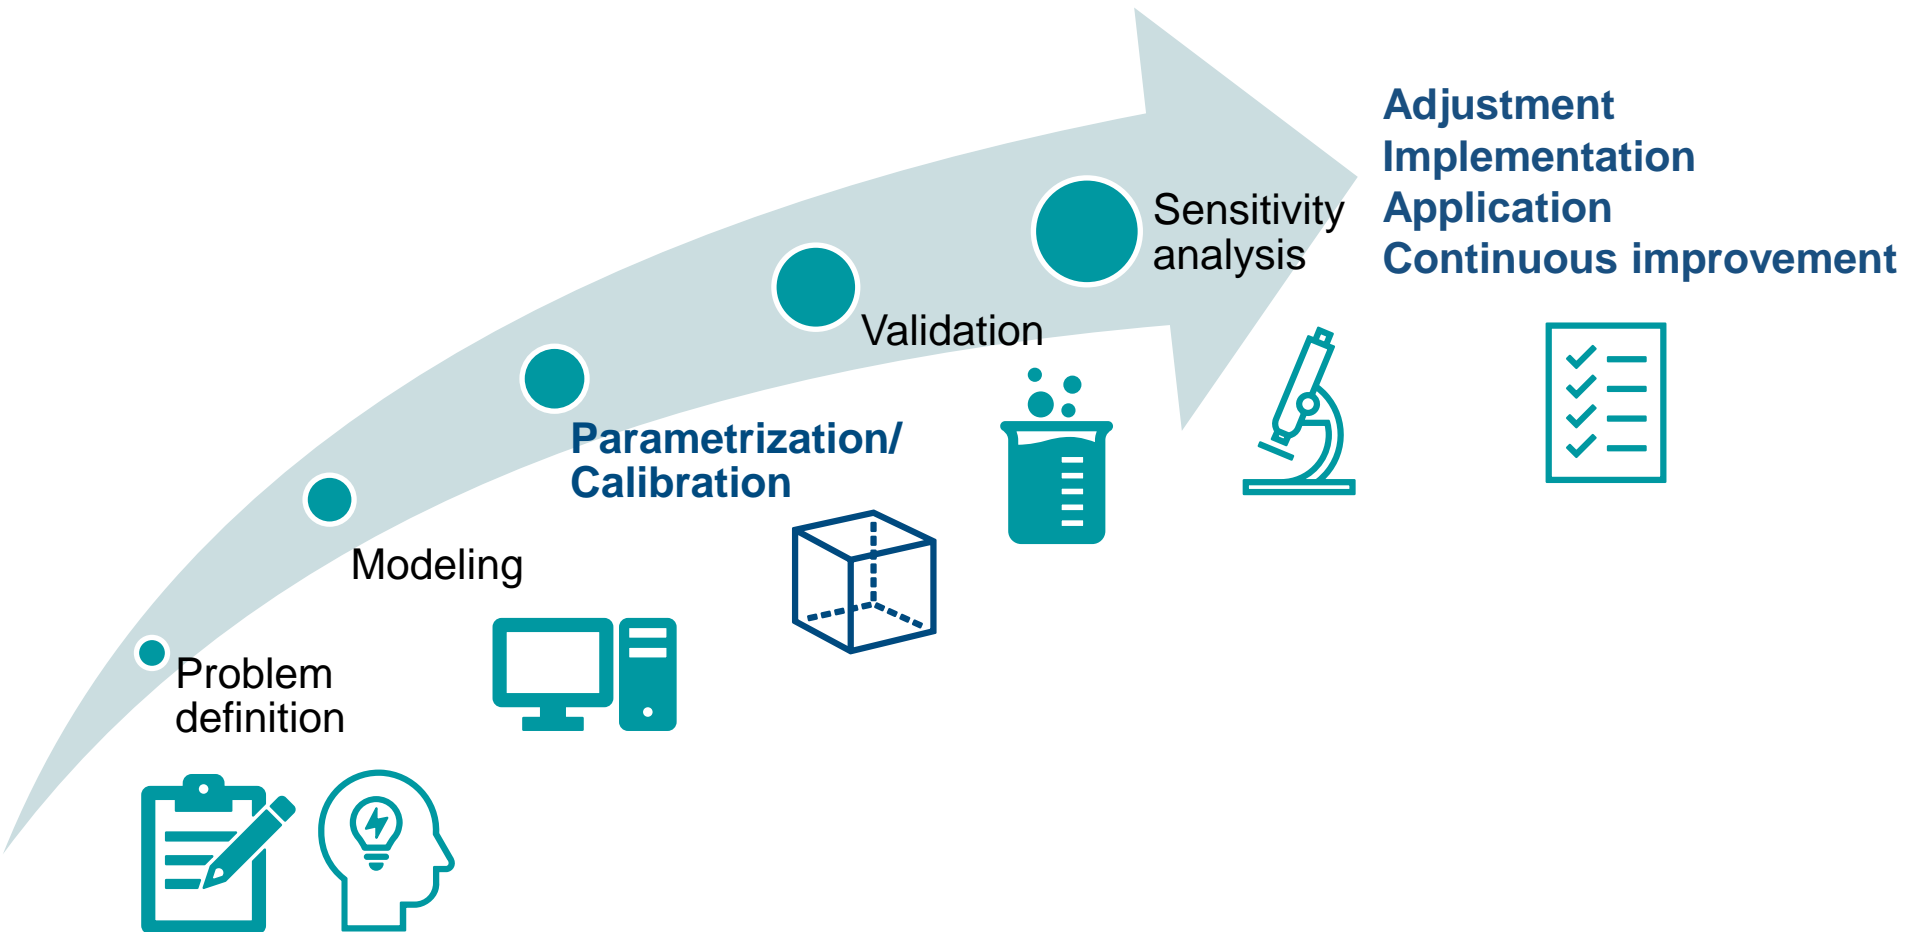 Problem
definition
Modeling
Parametrization/
Calibration
Validation
Sensitivity
analysis
Adjustment
Implementation
Application
Continuous improvement